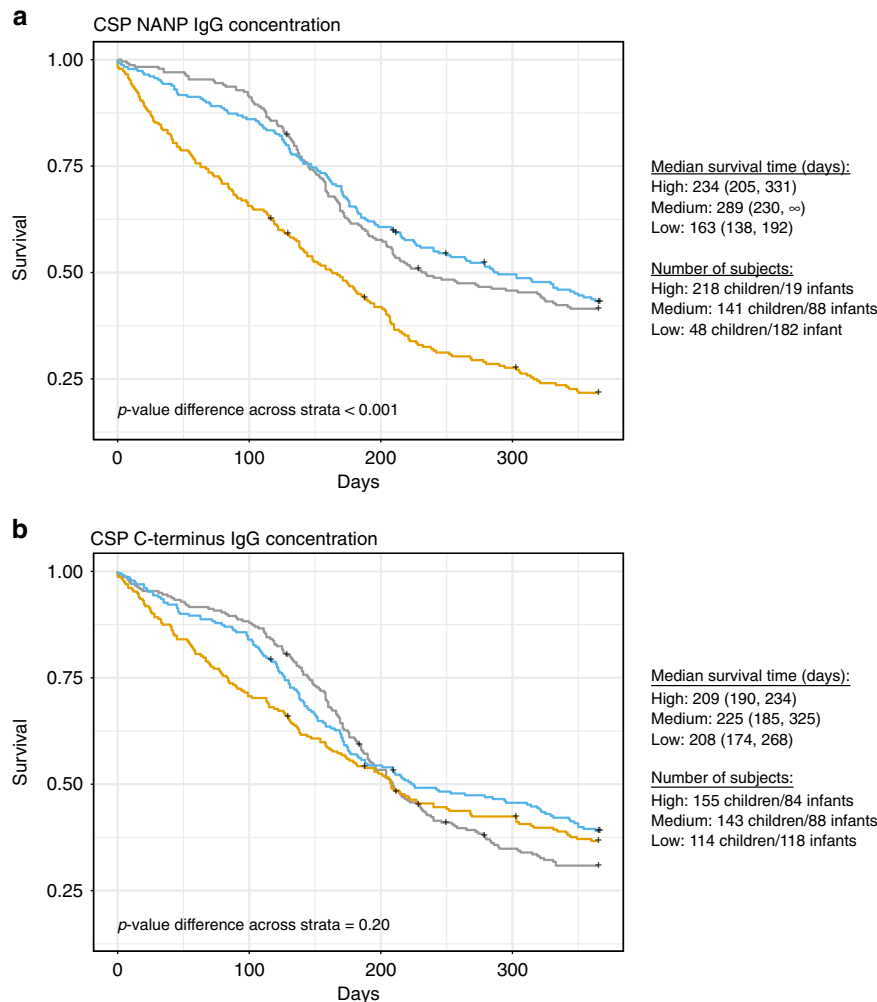 a
CSP NANP IgG concentration
1.00
0.75
0.50
0.25
Survival
p-value difference across strata < 0.001
0 100 200 300
Days
Median survival time (days):
High: 234 (205, 331)
Medium: 289 (230, ∞)
Low: 163 (138, 192)
Number of subjects:
High: 218 children/19 infants
Medium: 141 children/88 infants
Low: 48 children/182 infant
b
CSP C-terminus IgG concentration
1.00
0.75
0.50
0.25
Survival
p-value difference across strata = 0.20
0 100 200 300
Days
Median survival time (days):
High: 209 (190, 234)
Medium: 225 (185, 325)
Low: 208 (174, 268)
Number of subjects:
High: 155 children/84 infants
Medium: 143 children/88 infants
Low: 114 children/118 infants